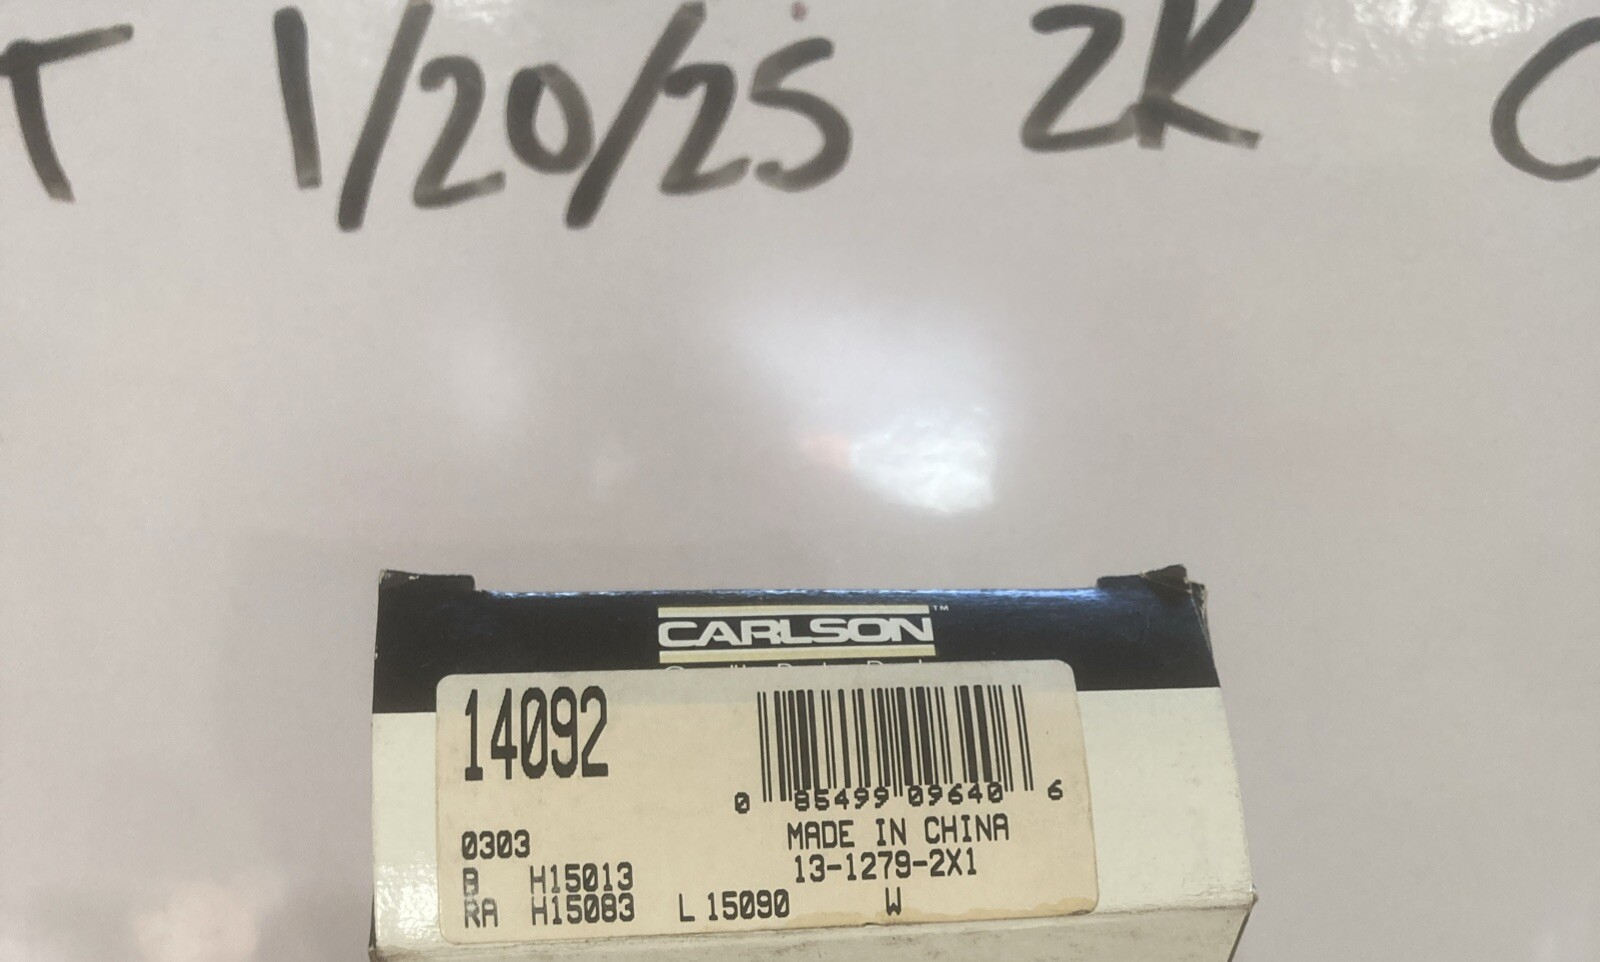 T 1/20/25 2K C
CARLSON™
14092
0 85499 09640 6
0303
MADE IN CHINA
B H15013
13-1279-2X1
RA H15083 L 15090 W